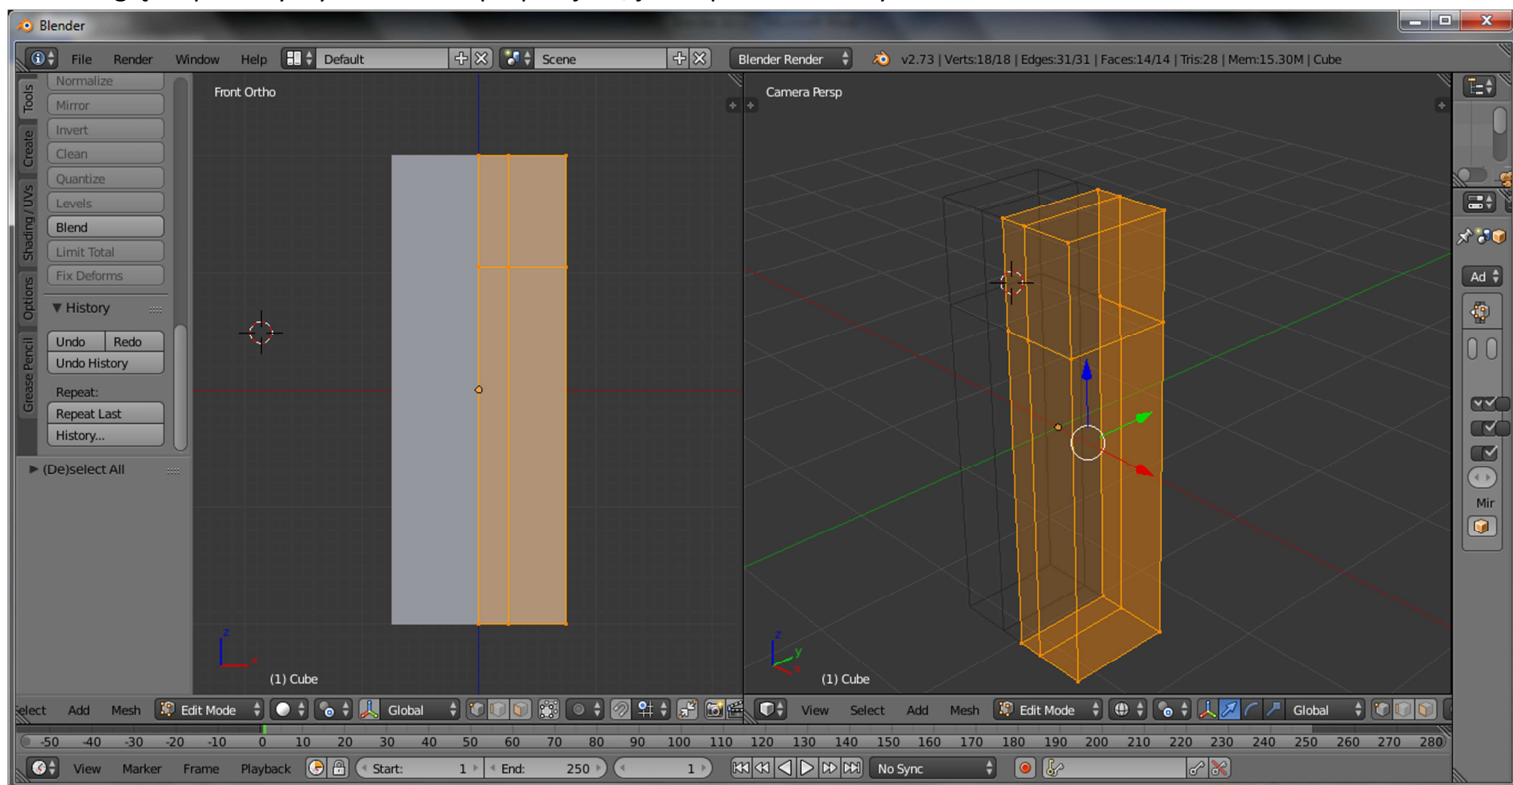 Blender
File Render Window Help Default Scene Blender Render v2.73 | Verts:18/18 | Edges:31/31 | Faces:14/14 | Tris:28 | Mem:15.30M | Cube
Tools
Create
Shading / UVs
Options
Grease Pencil
Normalize
Mirror
Invert
Clean
Quantize
Levels
Blend
Limit Total
Fix Deforms
History
Undo Redo
Undo History
Repeat:
Repeat Last
History...
(De)select All
Front Ortho
z
x
(1) Cube
Camera Persp
z
y
x
(1) Cube
Ad
Mir
elect Add Mesh Edit Mode Global
View Select Add Mesh Edit Mode Global
-50 -40 -30 -20 -10 0 10 20 30 40 50 60 70 80 90 100 110 120 130 140 150 160 170 180 190 200 210 220 230 240 250 260 270 280
View Marker Frame Playback Start: 1 End: 250 1 No Sync